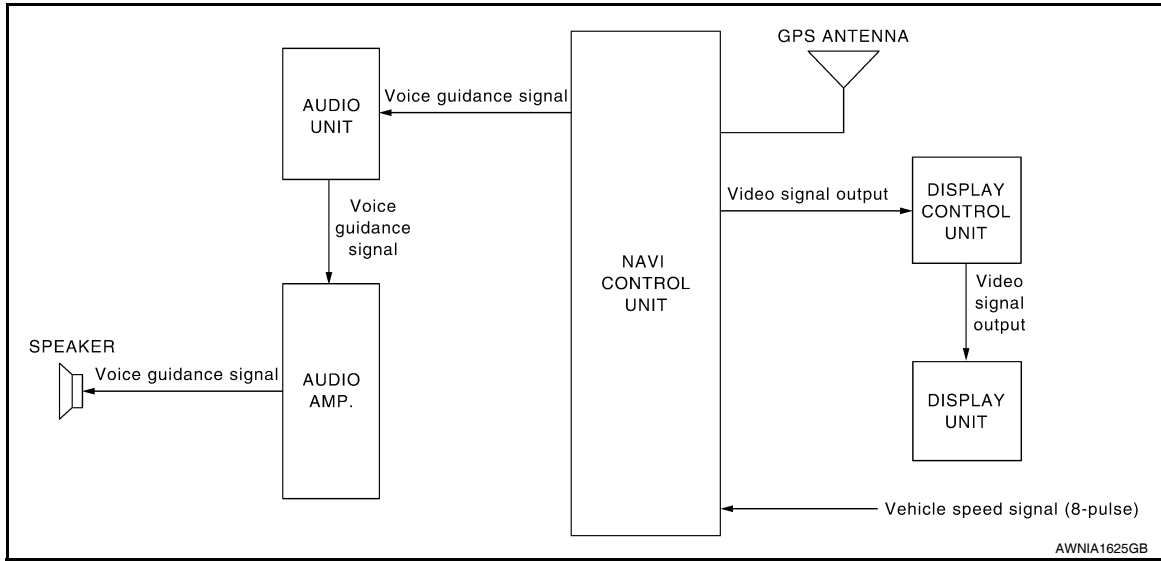 GPS ANTENNA
AUDIO
UNIT
Voice guidance signal
Voice
guidance
signal
SPEAKER
Voice guidance signal
AUDIO
AMP.
NAVI
CONTROL
UNIT
Video signal output
DISPLAY
CONTROL
UNIT
Video
signal
output
DISPLAY
UNIT
Vehicle speed signal (8-pulse)
AWNIA1625GB